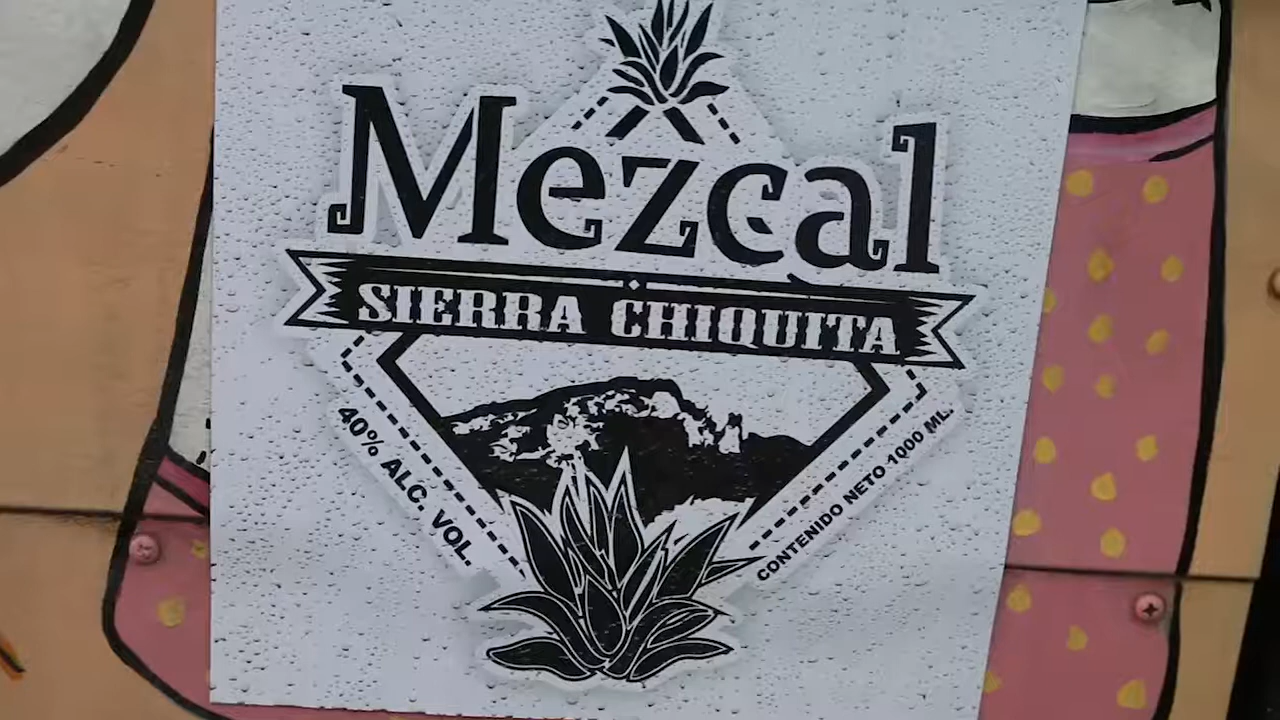 Mezcal
SIERRA CHIQUITA
40% ALC. VOL.
CONTENIDO NETO 1000 ML.